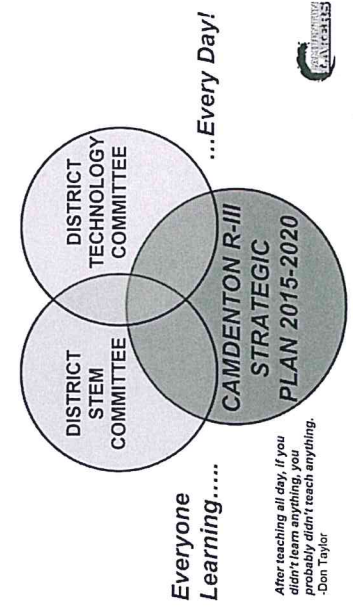 Everyone
Learning.....
DISTRICT
STEM
COMMITTEE
DISTRICT
TECHNOLOGY
COMMITTEE
...Every Day!
CAMDENTON R-III
STRATEGIC
PLAN 2015-2020
After teaching all day, if you
didn't learn anything, you
probably didn't teach anything.
-Don Taylor
LAKERS